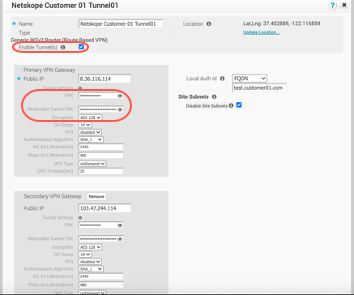 Netskope Customer 01 Tunnel01
Name
Netskope Customer 01 Tunnel01
Location
Lat/Lng: 37.402889, -122.116859
Update Location...
Type
Generic IKEv2 Router (Route Based VPN)
Enable Tunnel(s)
Primary VPN Gateway
Public IP
8.36.116.114
Tunnel Settings
PSK
Redundant Tunnel PSK
Encryption
AES 128
DH Group
14
PFS
disabled
Authentication Algorithm
SHA_1
IKE SA Lifetime(min)
1440
IPsec SA Lifetime(min)
480
DPD Type
onDemand
DPD Timeout(sec)
20
Local Auth Id
FQDN
test.customer01.com
Site Subnets
Disable Site Subnets
Secondary VPN Gateway
Remove
Public IP
103.47.244.114
Tunnel Settings
PSK
Redundant Tunnel PSK
Encryption
AES 128
DH Group
14
PFS
disabled
Authentication Algorithm
SHA_1
IKE SA Lifetime(min)
1440
IPsec SA Lifetime(min)
480
DPD Type
onDemand